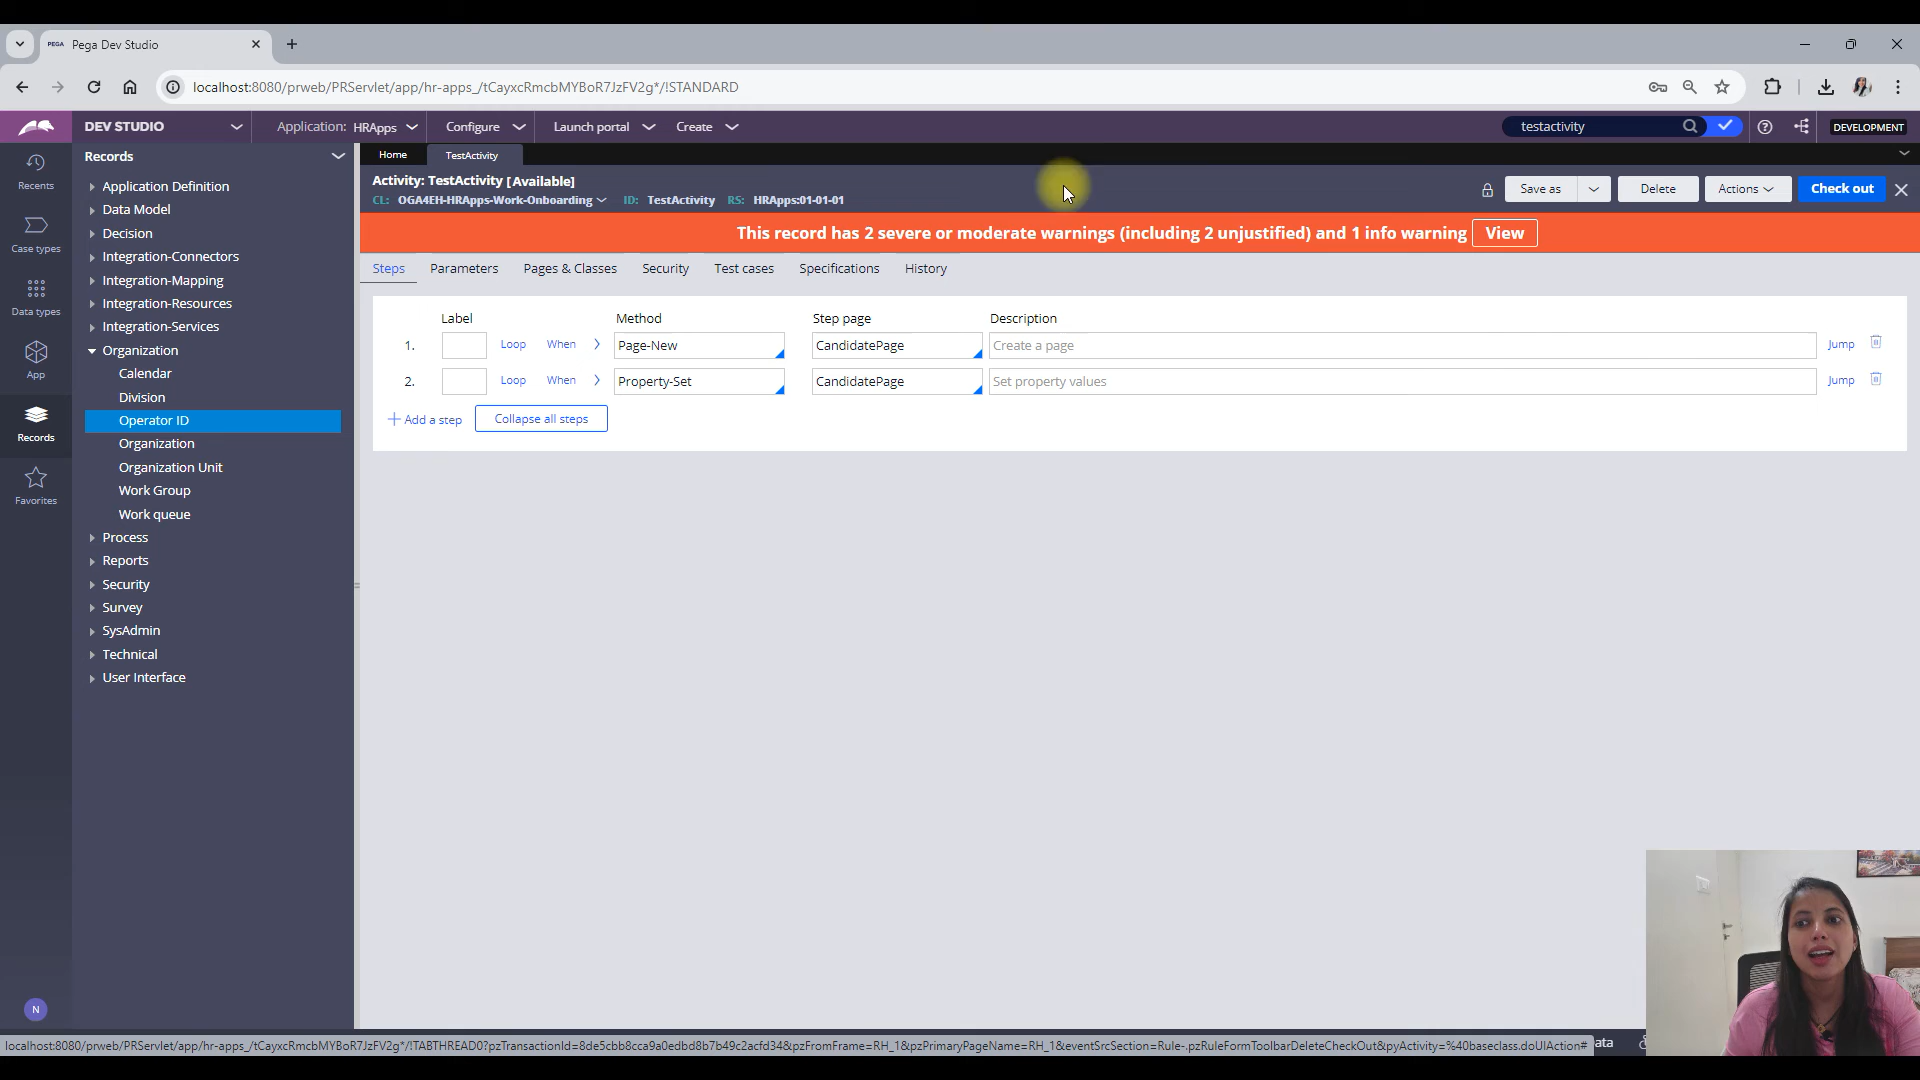 PEGA Pega Dev Studio
localhost:8080/prweb/PRServlet/app/hr-apps_/tCayxcRmcbMYBoR7JzFV2g*/!STANDARD
DEV STUDIO Application: HRApps Configure Launch portal Create testactivity DEVELOPMENT
Recents
Case types
Data types
App
Records
Favorites
N
Records
Application Definition
Data Model
Decision
Integration-Connectors
Integration-Mapping
Integration-Resources
Integration-Services
Organization
Calendar
Division
Operator ID
Organization
Organization Unit
Work Group
Work queue
Process
Reports
Security
Survey
SysAdmin
Technical
User Interface
Home TestActivity
Activity: TestActivity [Available]
CL: OGA4EH-HRApps-Work-Onboarding ID: TestActivity RS: HRApps:01-01-01
Save as Delete Actions Check out
This record has 2 severe or moderate warnings (including 2 unjustified) and 1 info warning View
Steps Parameters Pages & Classes Security Test cases Specifications History
Label Method Step page Description
1. Loop When Page-New CandidatePage Create a page Jump
2. Loop When Property-Set CandidatePage Set property values Jump
Add a step Collapse all steps
localhost:8080/prweb/PRServlet/app/hr-apps_/tCayxcRmcbMYBoR7JzFV2g*/!TABTHREAD0?pzTransactionId=8de5cbb8cca9a0edbd8b7b49c2acfd34&pzFromFrame=RH_1&pzPrimaryPageName=RH_1&eventSrcSection=Rule-.pzRuleFormToolbarDeleteCheckOut&pyActivity=%40baseclass.doUIAction# ata